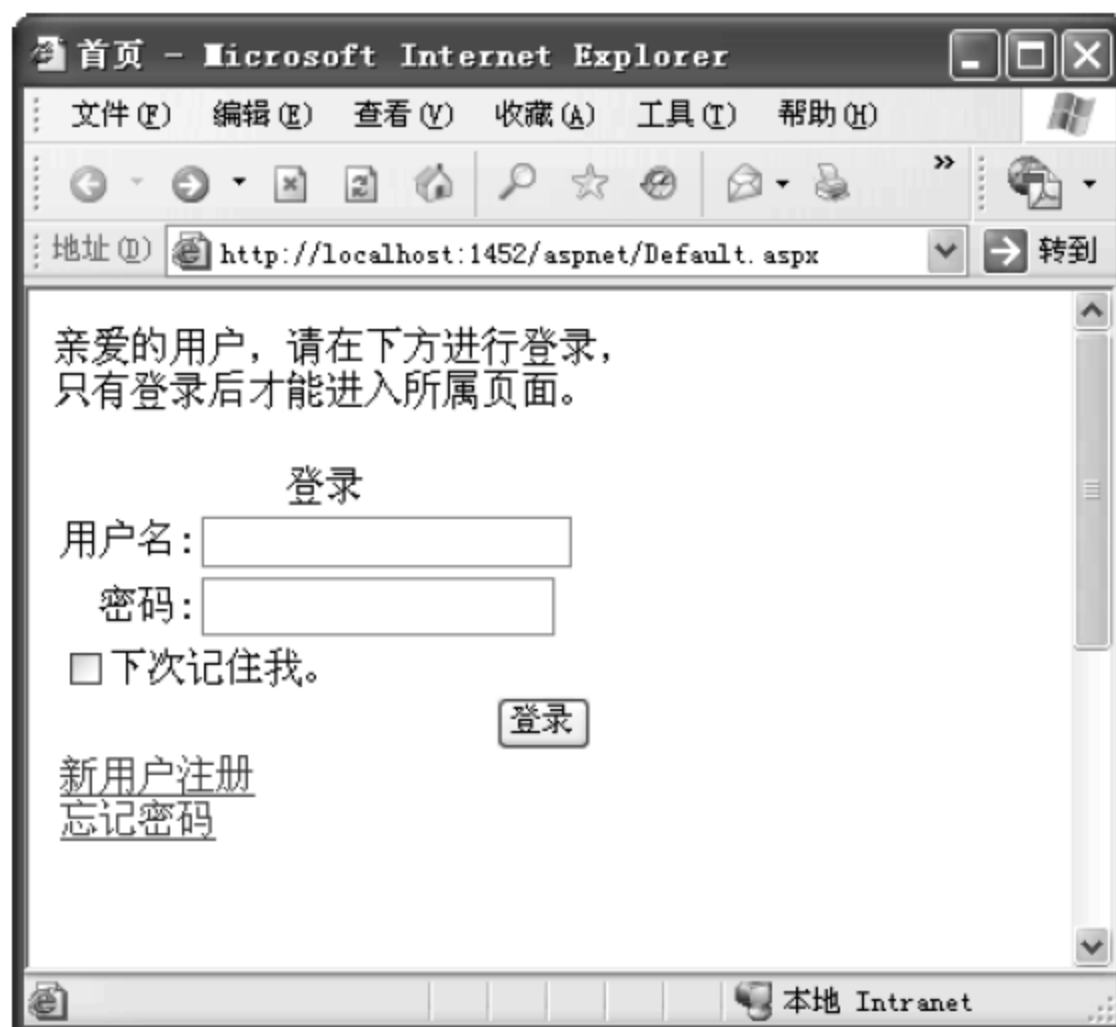 首页 - Microsoft Internet Explorer
文件(F) 编辑(E) 查看(V) 收藏(A) 工具(T) 帮助(H)
»
地址(D) http://localhost:1452/aspnet/Default.aspx 转到
亲爱的用户，请在下方进行登录，
只有登录后才能进入所属页面。
登录
用户名:
密码:
下次记住我。
登录
新用户注册
忘记密码
本地 Intranet